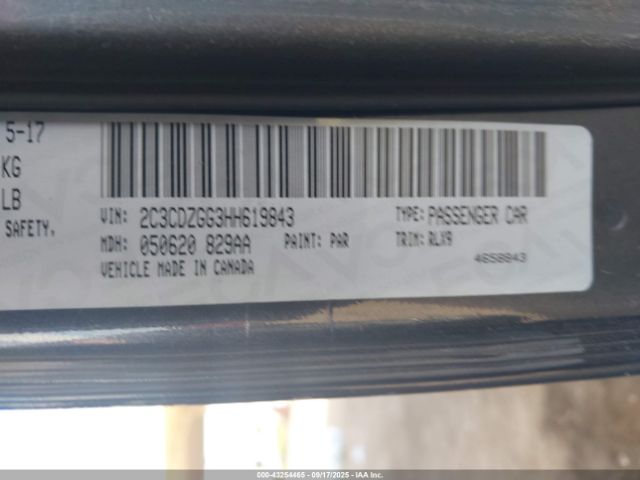 5-17
KG
LB
SAFETY.
VIN: 2C3CDZGG3HH619843 TYPE: PASSENGER CAR
MDH: 050620 829AA PAINT: PAR TRIM: RLX9
VEHICLE MADE IN CANADA
4658843
000-43254465 - 09/17/2025 - IAA Inc.